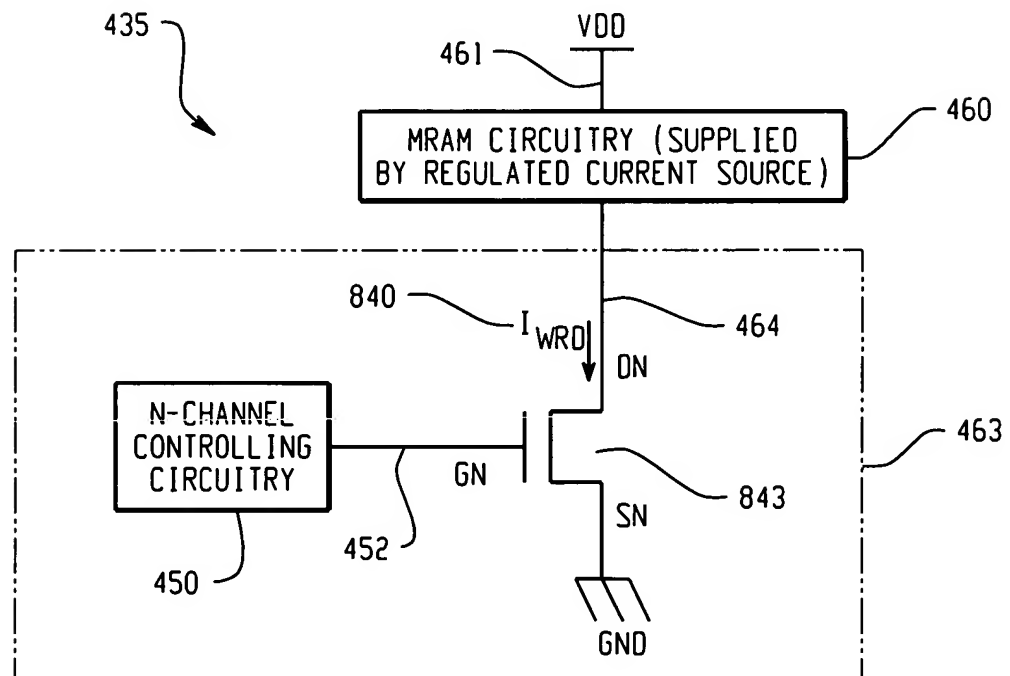 435
VDD
461
460
MRAM CIRCUITRY (SUPPLIED
BY REGULATED CURRENT SOURCE)
840
I WRD
464
DN
N-CHANNEL
CONTROLLING
CIRCUITRY
463
GN
843
SN
452
450
GND